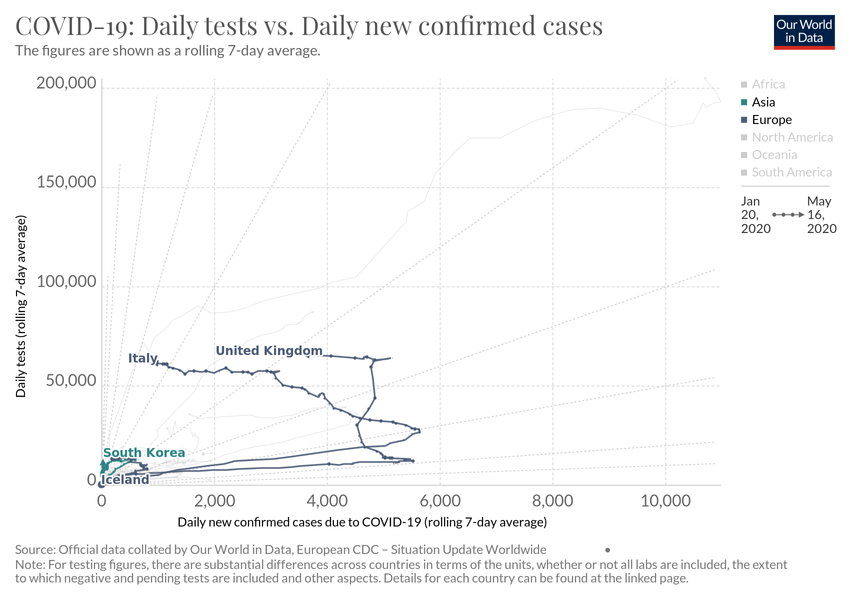 COVID-19: Daily tests vs. Daily new confirmed cases
The figures are shown as a rolling 7-day average.
Our World
in Data
Daily tests (rolling 7-day average)
200,000
150,000
100,000
50,000
0
United Kingdom
Italy
South Korea
Iceland
0
2,000
4,000
6,000
8,000
10,000
Daily new confirmed cases due to COVID-19 (rolling 7-day average)
Africa
Asia
Europe
North America
Oceania
South America
Jan
20,
2020
May
16,
2020
Source: Official data collated by Our World in Data, European CDC – Situation Update Worldwide
Note: For testing figures, there are substantial differences across countries in terms of the units, whether or not all labs are included, the extent
to which negative and pending tests are included and other aspects. Details for each country can be found at the linked page.